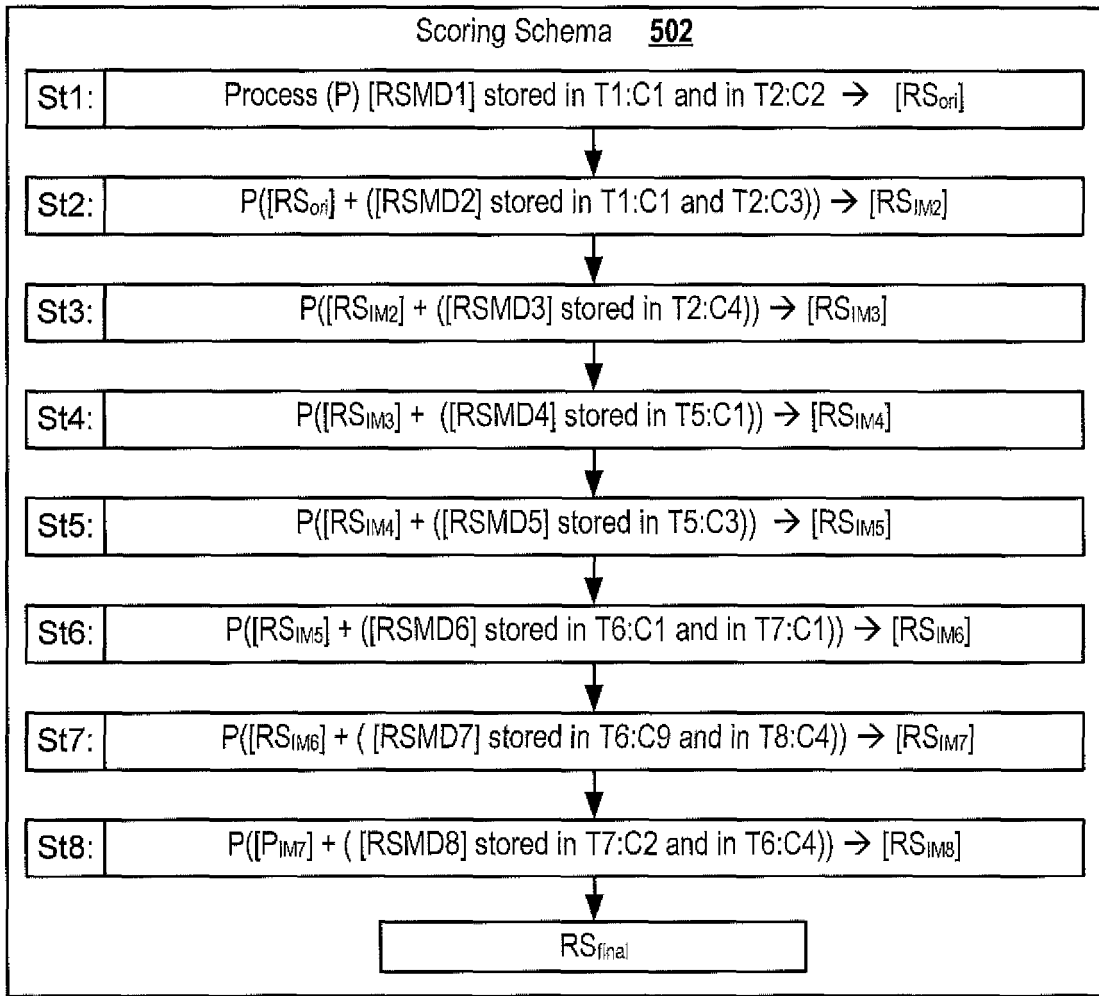 Scoring Schema 502
St1: Process (P) [RSMD1] stored in T1:C1 and in T2:C2 → [RSori]
St2: P([RSori] + ([RSMD2] stored in T1:C1 and T2:C3)) → [RSIM2]
St3: P([RSIM2] + ([RSMD3] stored in T2:C4)) → [RSIM3]
St4: P([RSIM3] + ([RSMD4] stored in T5:C1)) → [RSIM4]
St5: P([RSIM4] + ([RSMD5] stored in T5:C3)) → [RSIM5]
St6: P([RSIM5] + ([RSMD6] stored in T6:C1 and in T7:C1)) → [RSIM6]
St7: P([RSIM6] + ( [RSMD7] stored in T6:C9 and in T8:C4)) → [RSIM7]
St8: P([PIM7] + ( [RSMD8] stored in T7:C2 and in T6:C4)) → [RSIM8]
RSfinal